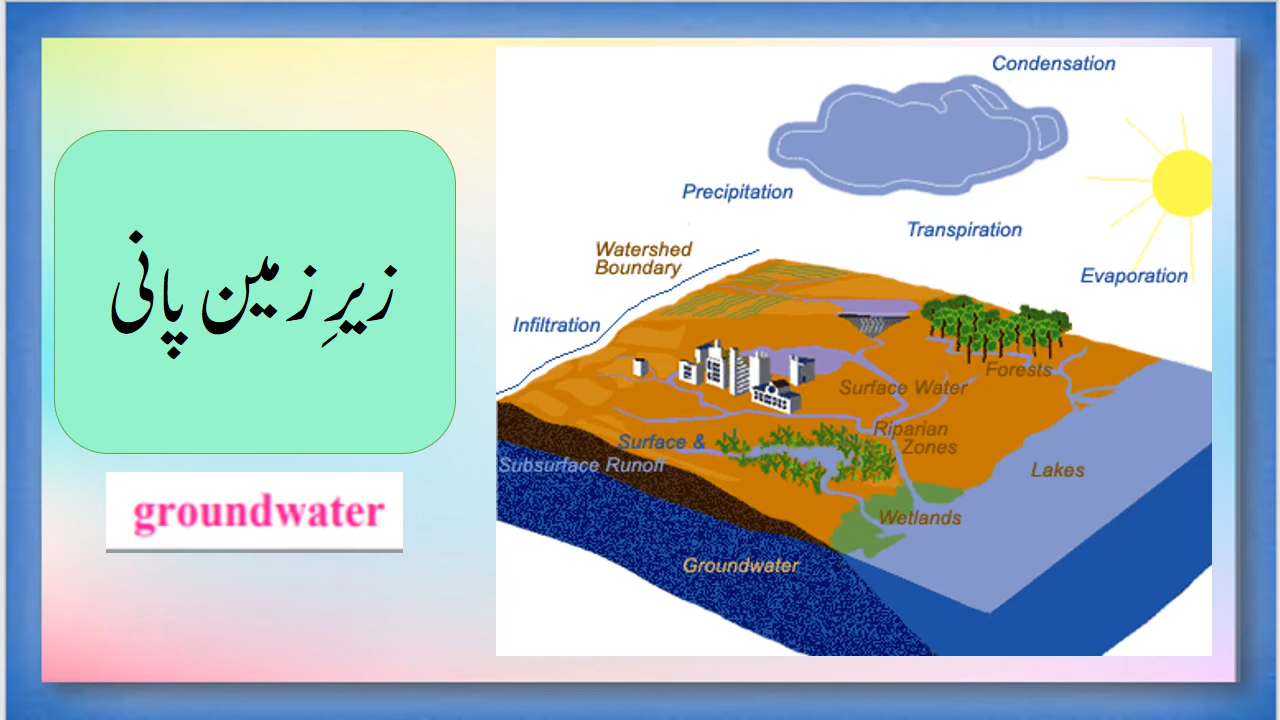 زیرِ زمین پانی
groundwater
Condensation
Precipitation
Transpiration
Watershed
Boundary
Evaporation
Infiltration
Forests
Surface Water
Riparian
Zones
Surface &
Subsurface Runoff
Lakes
Wetlands
Groundwater